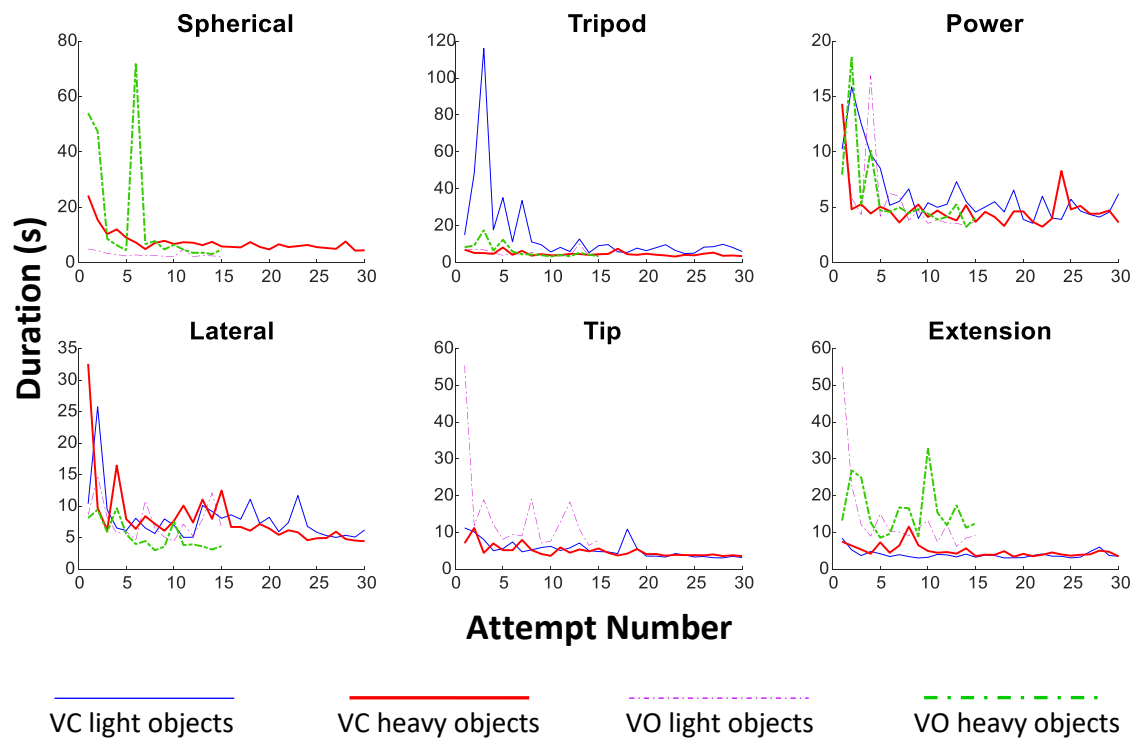 Spherical Tripod Power
80 120 20
60 100 15
40 80 10
20 60 5
0 40 0
20
0
0 5 10 15 20 25 30 0 5 10 15 20 25 30 0 5 10 15 20 25 30
Duration (s)
Lateral Tip Extension
35 60 60
30 50 50
25 40 40
20 30 30
15 20 20
10 10 10
5 0 0
0
0 5 10 15 20 25 30 0 5 10 15 20 25 30 0 5 10 15 20 25 30
Attempt Number
VC light objects VC heavy objects VO light objects VO heavy objects